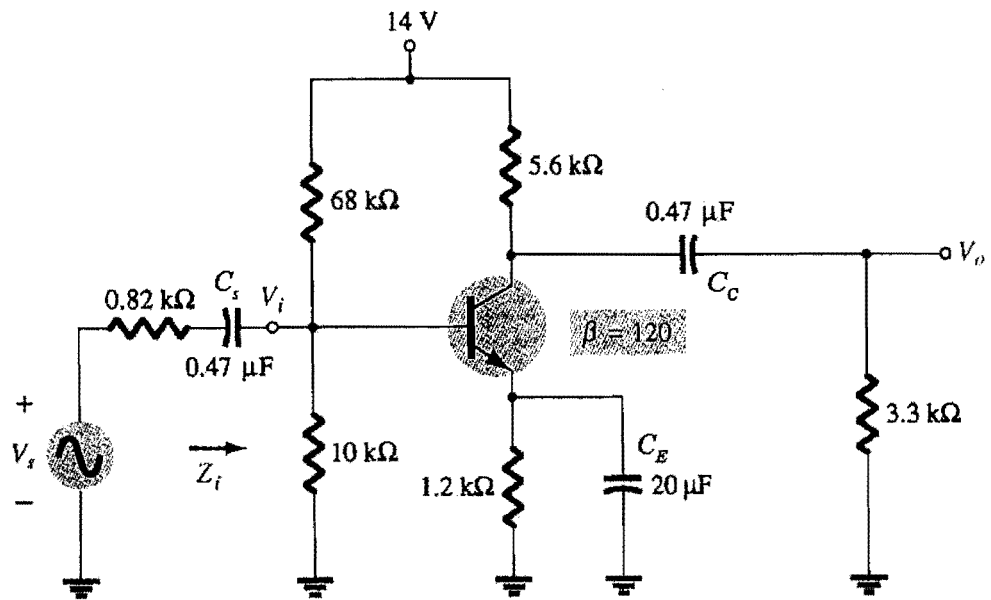 14 V
68 kΩ
5.6 kΩ
0.47 μF
C_C
V_o
0.82 kΩ
C_s
V_i
0.47 μF
β = 120
+
V_s
−
Z_i
10 kΩ
1.2 kΩ
C_E
20 μF
3.3 kΩ